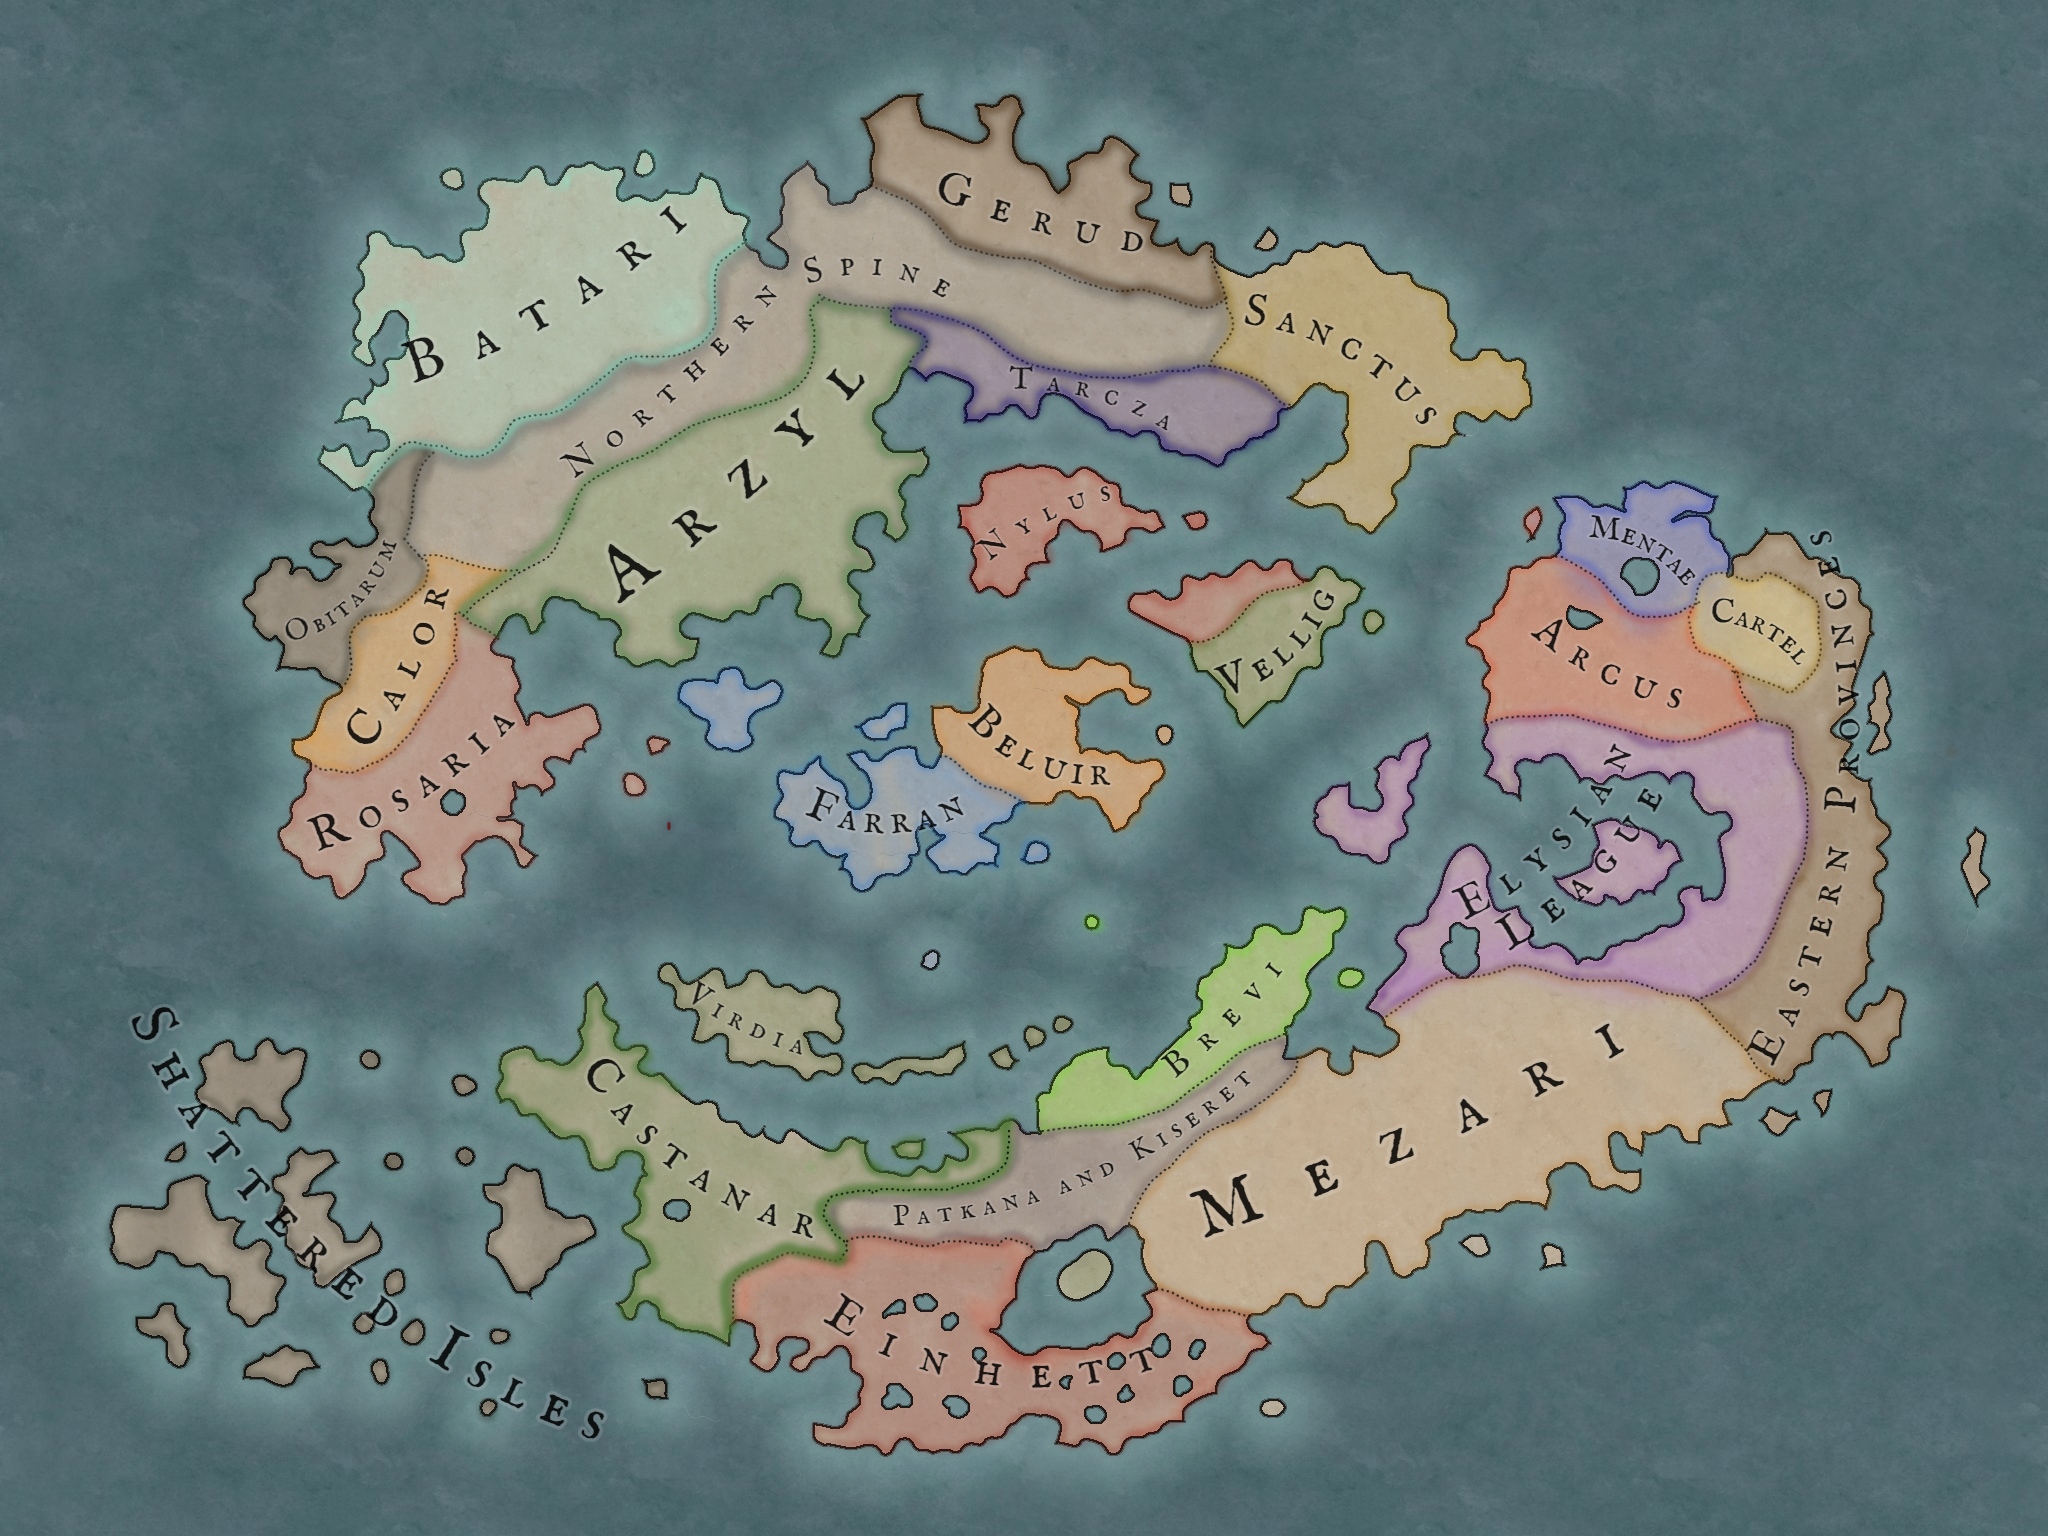 Gerud
Batari
Northern Spine
Sanctus
Tarcza
Arzyl
Nylus
Mentae
Obitarum
Calor
Vellig
Cartel
Arcus
Rosaria
Beluir
Farran
Eastern Provinces
Elysian
League
Virdia
Brevi
Castanar
Patkana and Kiseret
Mezari
Shattered Isles
Einhett